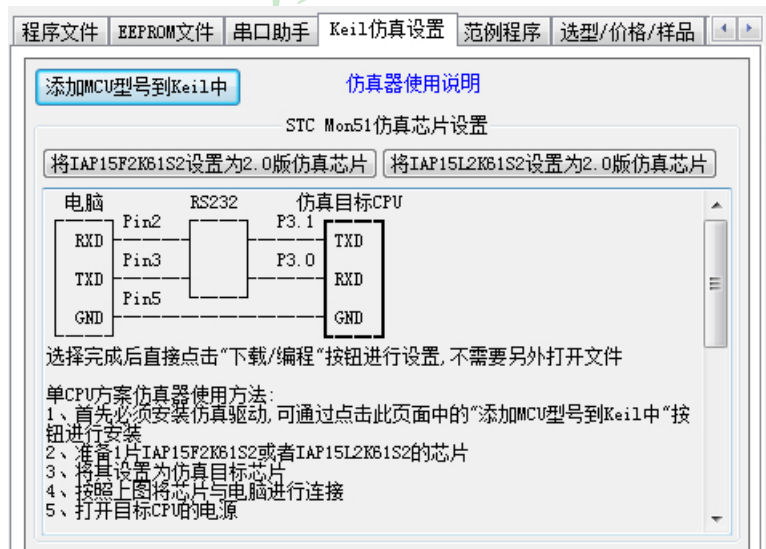 程序文件 EEPROM文件 串口助手 Keil仿真设置 范例程序 选型/价格/样品
添加MCU型号到Keil中 仿真器使用说明
STC Mon51仿真芯片设置
将IAP15F2K61S2设置为2.0版仿真芯片 将IAP15L2K61S2设置为2.0版仿真芯片
电脑 RS232 仿真目标CPU
Pin2 P3.1
RXD TXD
Pin3 P3.0
TXD RXD
Pin5
GND GND
选择完成后直接点击“下载/编程”按钮进行设置,不需要另外打开文件
单CPU方案仿真器使用方法:
1、首先必须安装仿真驱动,可通过点击此页面中的“添加MCU型号到Keil中”按
钮进行安装
2、准备1片IAP15F2K61S2或者IAP15L2K61S2的芯片
3、将其设置为仿真目标芯片
4、按照上图将芯片与电脑进行连接
5、打开目标CPU的电源